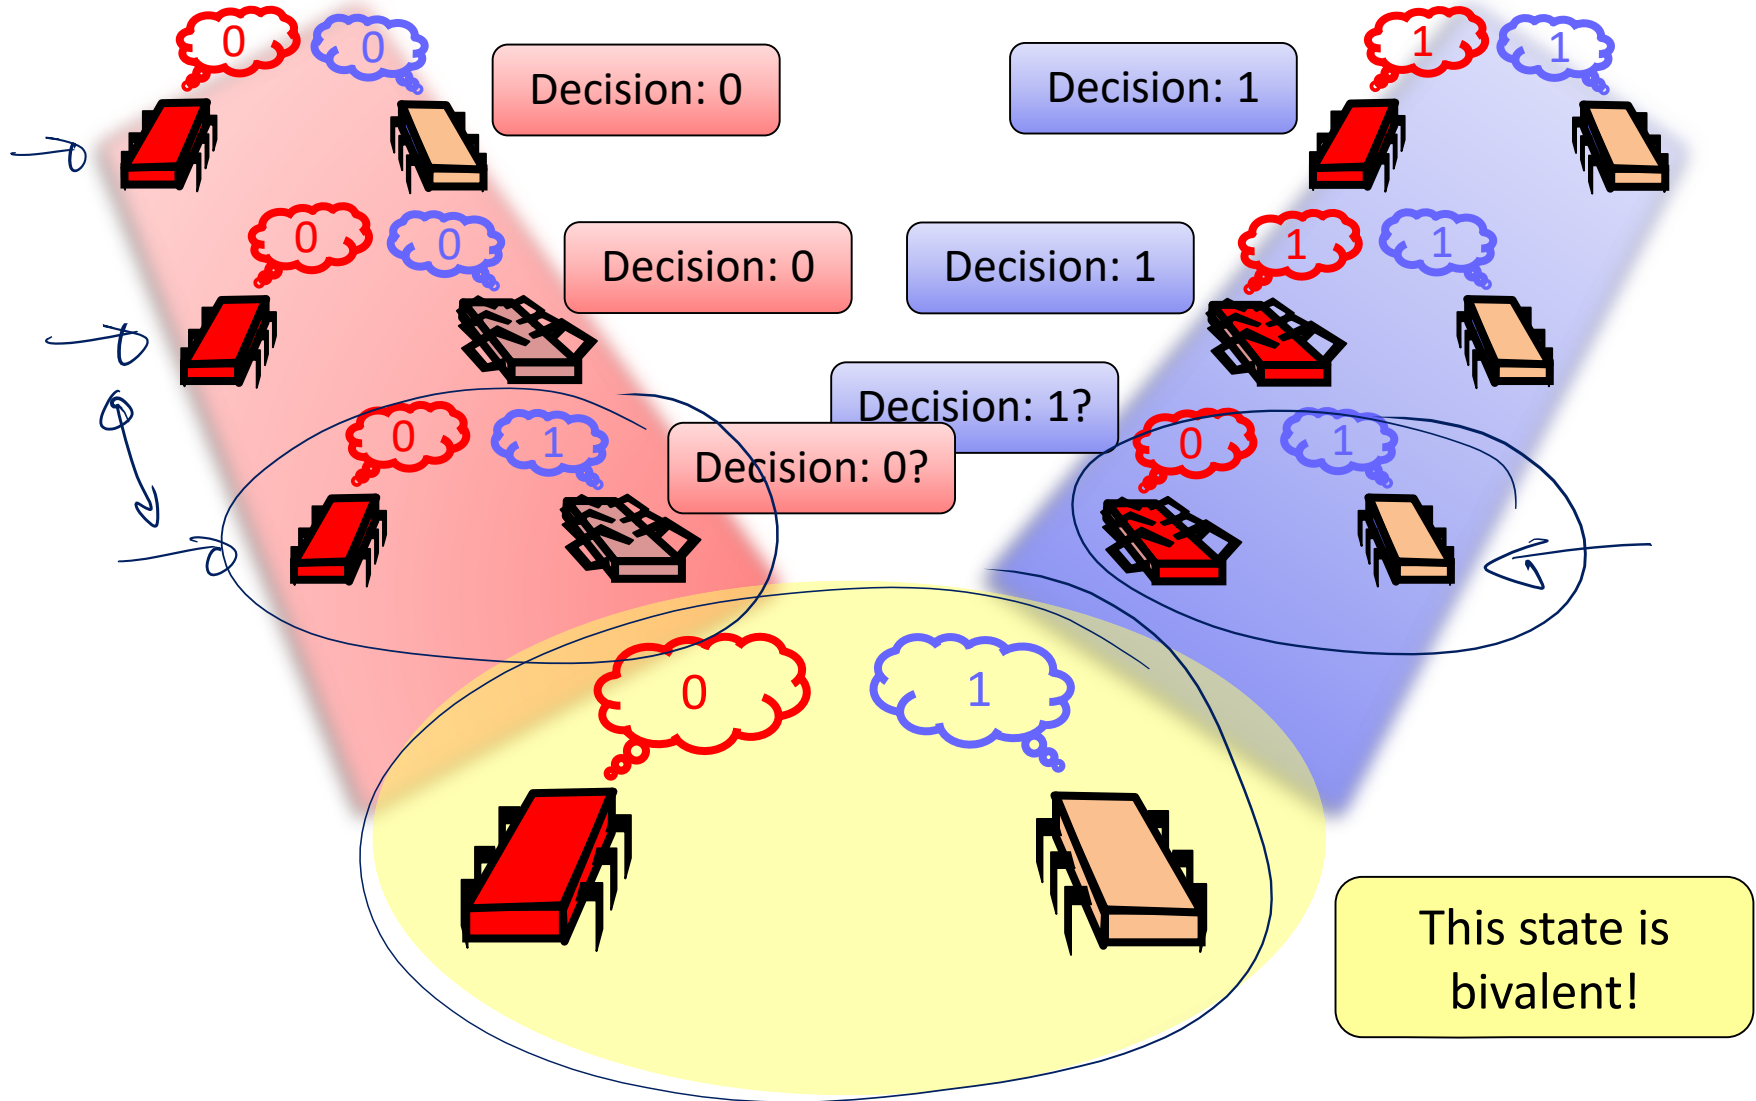 0 0 Decision: 0 Decision: 1 1 1
0 0 Decision: 0 Decision: 1 1 1
Decision: 1?
0 1 Decision: 0? 0 1
0 1
This state is
bivalent!